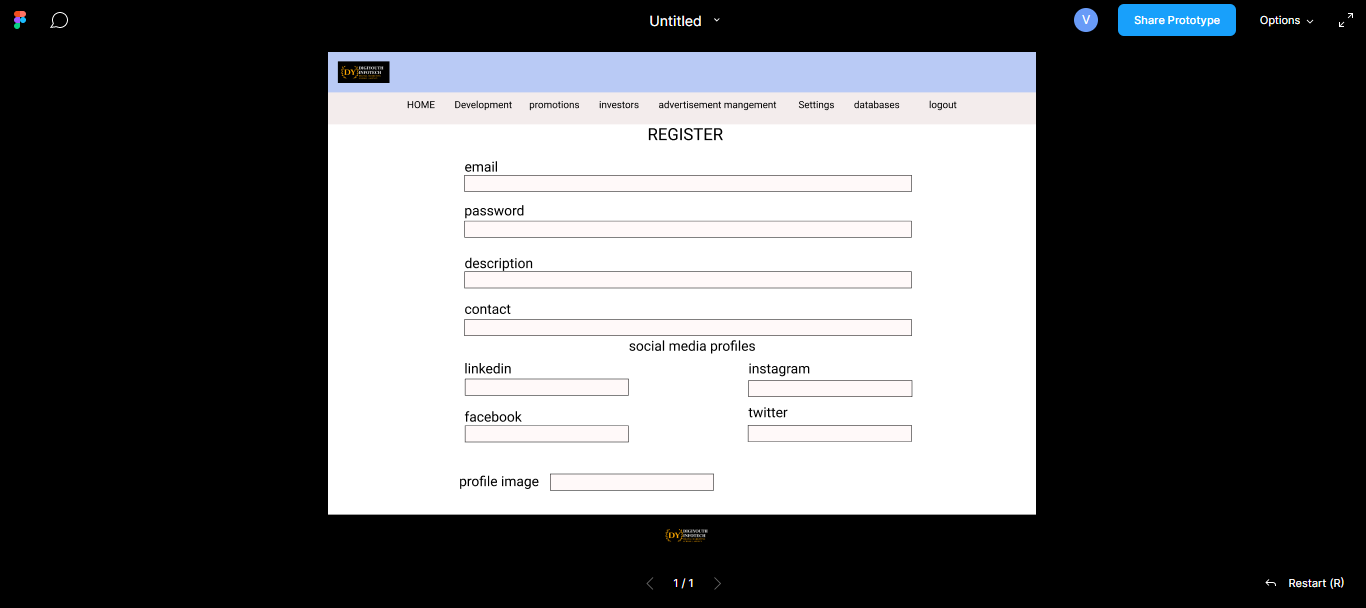 Untitled
V
Share Prototype
Options
DY DIGIYOUTH
INFOTECH
HOME Development promotions investors advertisement mangement Settings databases logout
REGISTER
email
password
description
contact
social media profiles
linkedin instagram
facebook twitter
profile image
DY DIGIYOUTH
INFOTECH
1 / 1
Restart (R)